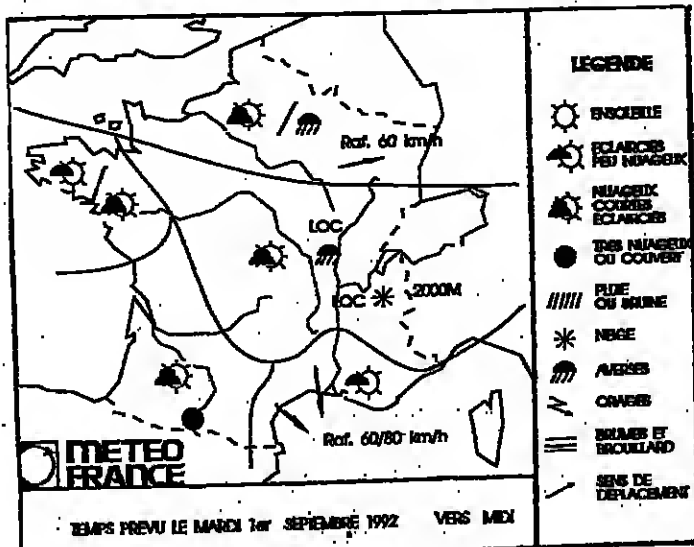 Raf. 60 km/h
LOC
LOC
2000M
Raf. 60/80 km/h
METEO
FRANCE
TEMPS PREVU LE MARDI 1er SEPTEMBRE 1992 VERS MIDI
LEGENDE
ENSOLEILLE
ECLAIRCIES
PEU NUAGEUX
NUAGEUX
COURTES
ECLAIRCIES
TRES NUAGEUX
OU COUVERT
PLUIE
OU BRUINE
NEIGE
AVERSES
ORAGES
BRUMES ET
BROUILLARD
SENS DE
DEPLACEMENT